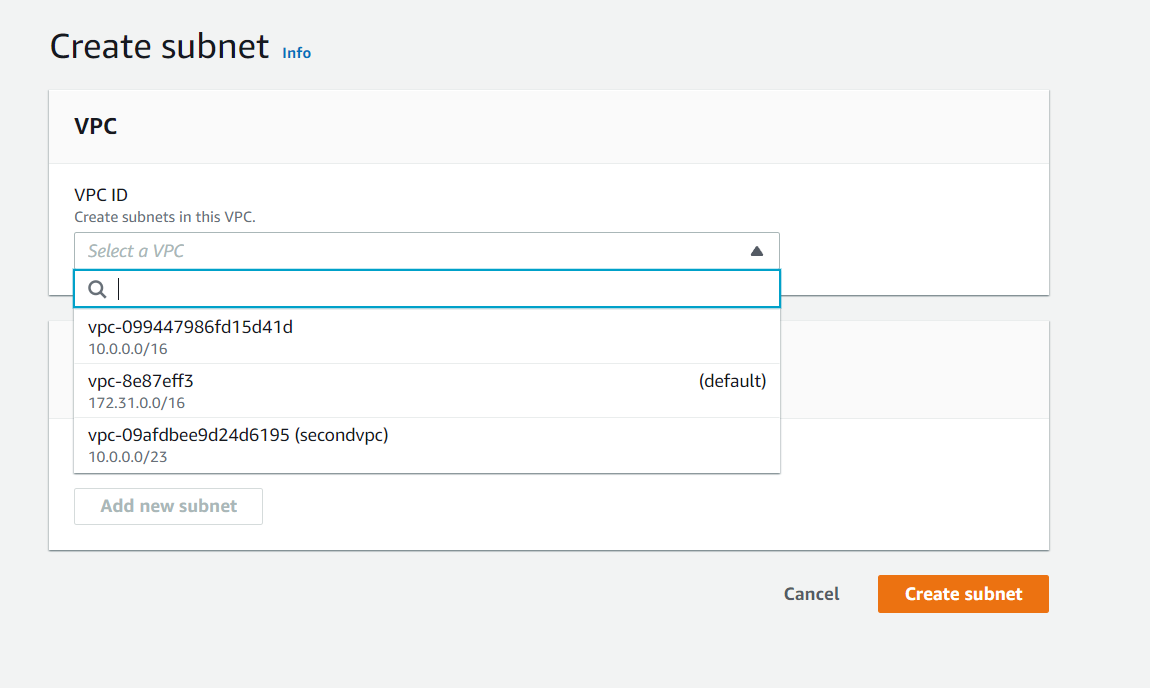 Create subnet Info
VPC
VPC ID
Create subnets in this VPC.
Select a VPC
vpc-099447986fd15d41d
10.0.0.0/16
vpc-8e87eff3 (default)
172.31.0.0/16
vpc-09afdbee9d24d6195 (secondvpc)
10.0.0.0/23
Add new subnet
Cancel Create subnet